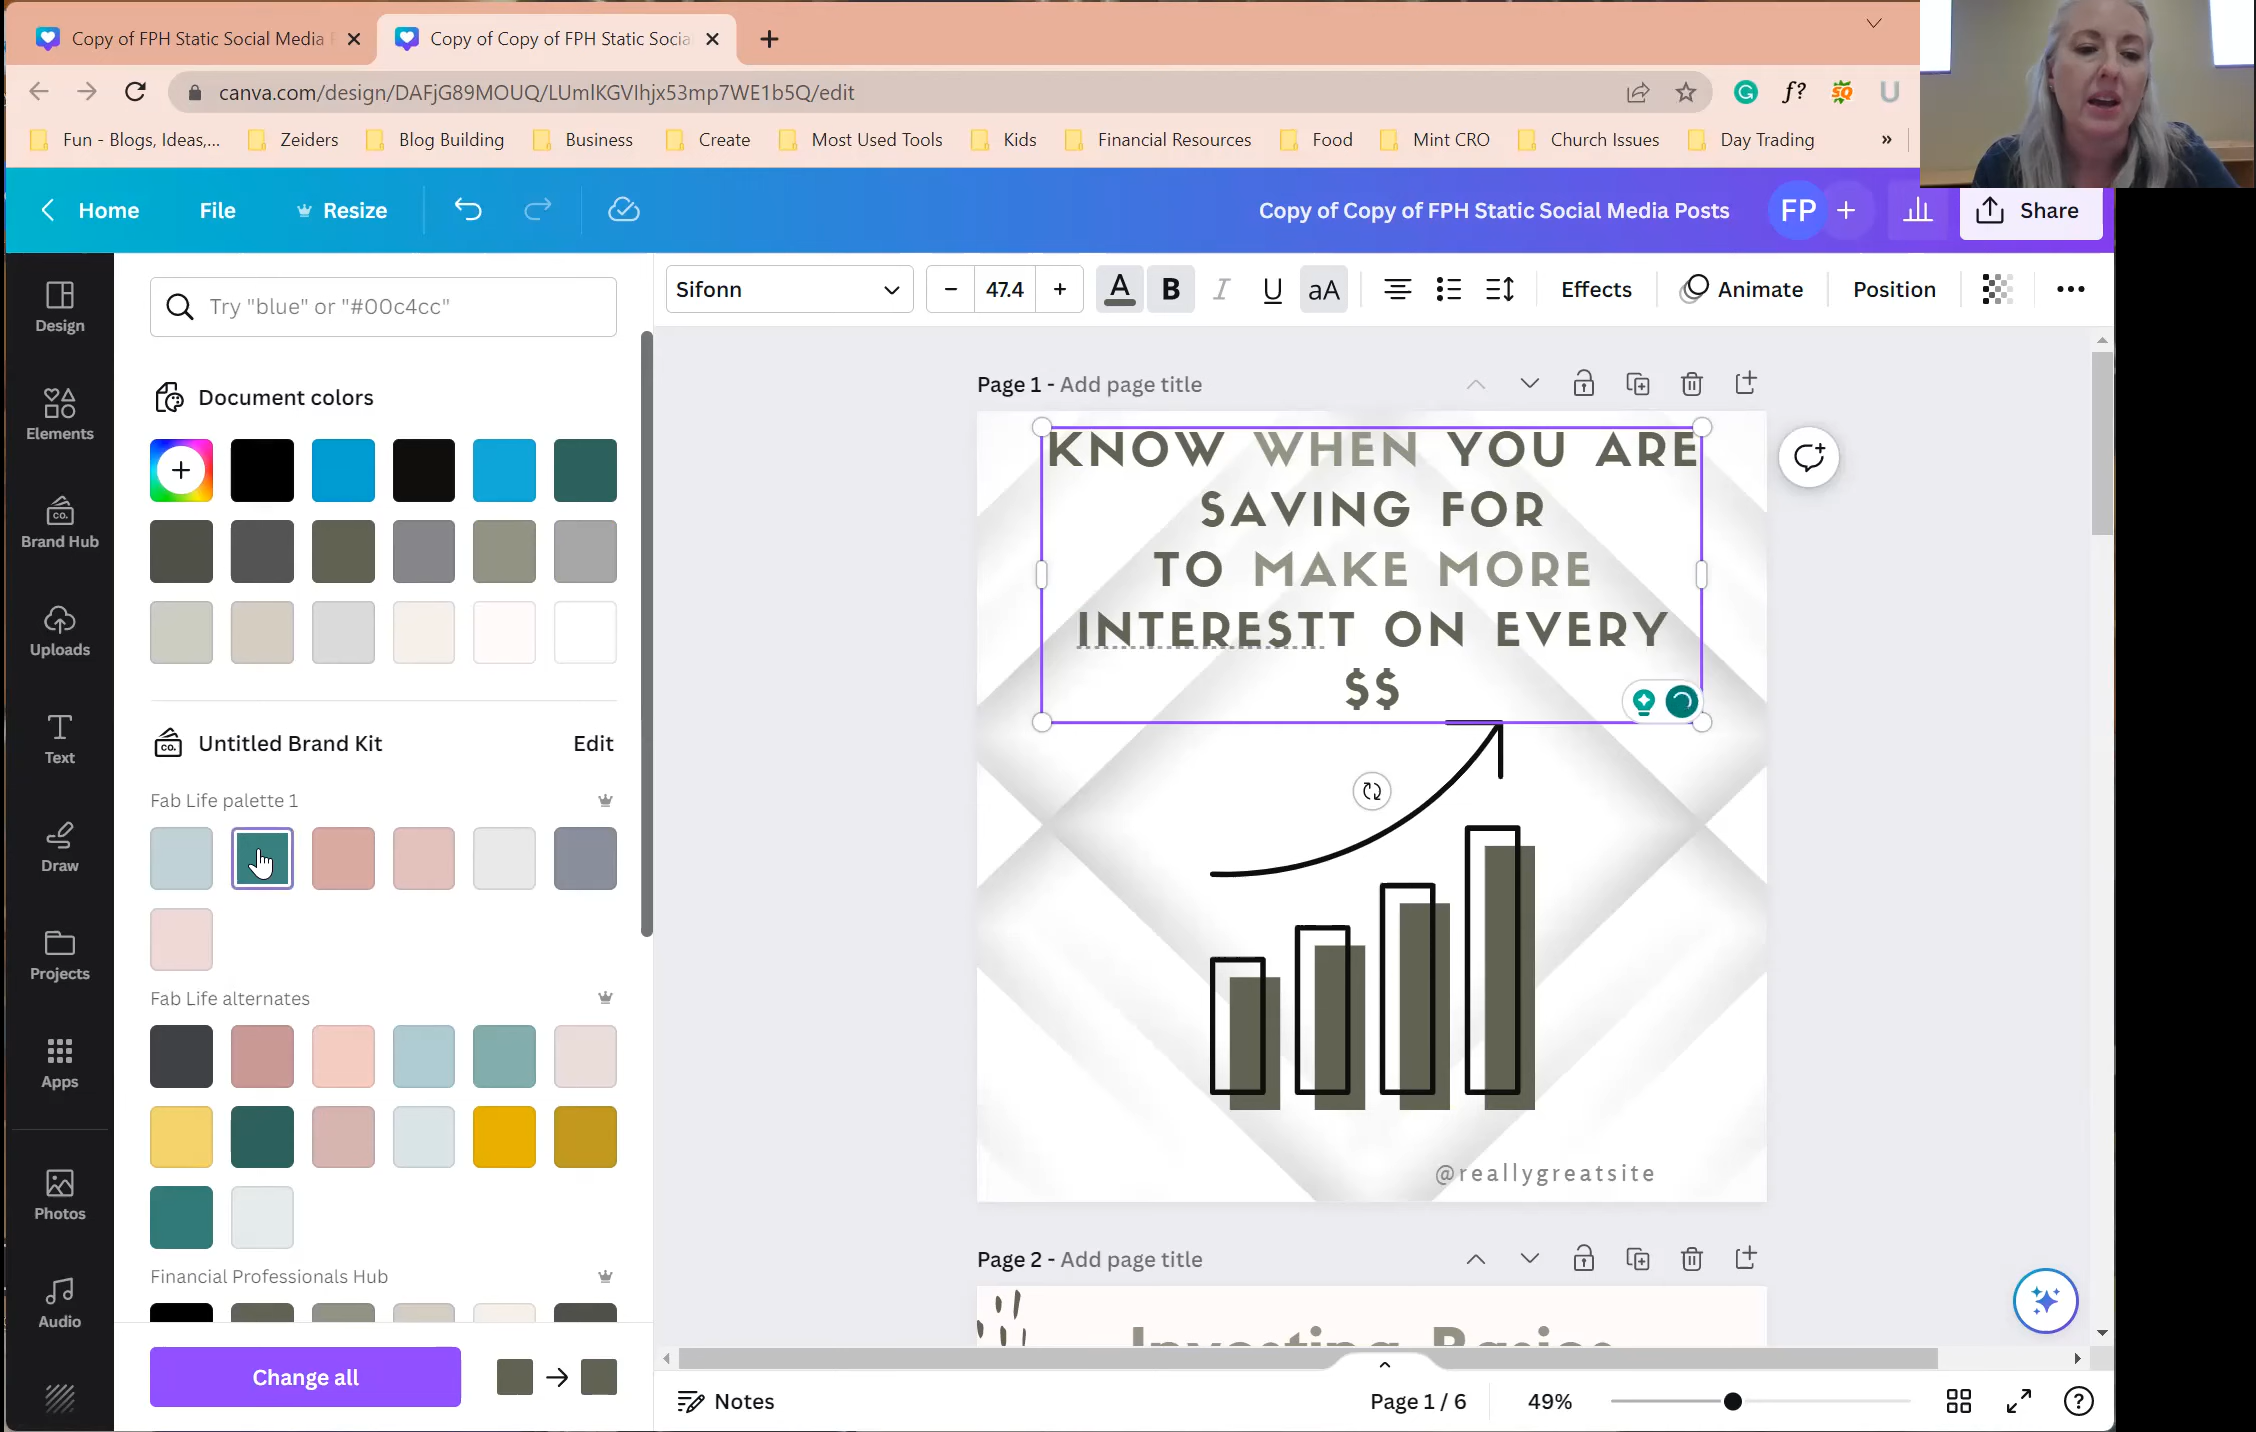 Copy of FPH Static Social Media
Copy of Copy of FPH Static Socia
canva.com/design/DAFjG89MOUQ/LUmlKGVIhjx53mp7WE1b5Q/edit
f?
SQ
U
Fun - Blogs, Ideas,...
Zeiders
Blog Building
Business
Create
Most Used Tools
Kids
Financial Resources
Food
Mint CRO
Church Issues
Day Trading
»
Home
File
Resize
Copy of Copy of FPH Static Social Media Posts
FP
Share
Design
Elements
Brand Hub
Uploads
Text
Draw
Projects
Apps
Photos
Audio
Try "blue" or "#00c4cc"
Document colors
Untitled Brand Kit
Edit
Fab Life palette 1
Fab Life alternates
Financial Professionals Hub
Change all
Sifonn
47.4
A
B
I
U
aA
Effects
Animate
Position
Page 1 - Add page title
KNOW WHEN YOU ARE
SAVING FOR
TO MAKE MORE
INTERESTT ON EVERY
$$
@reallygreatsite
Page 2 - Add page title
Investing Basics
Notes
Page 1 / 6
49%